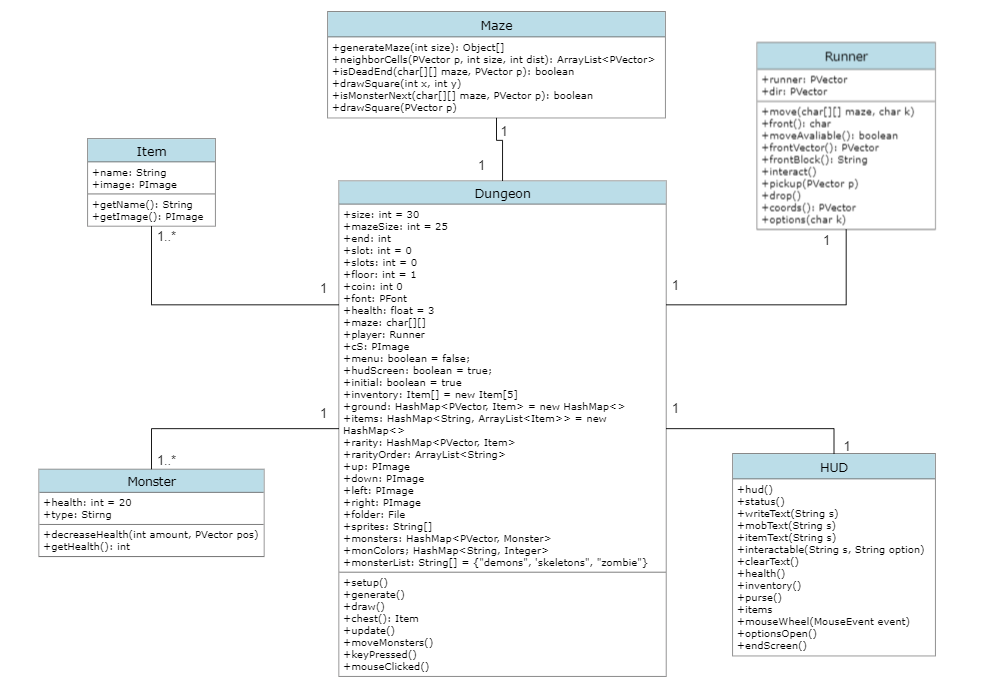 Maze
+generateMaze(int size): Object[]
+neighborCells(PVector p, int size, int dist): ArrayList<PVector>
+isDeadEnd(char[][] maze, PVector p): boolean
+drawSquare(int x, int y)
+isMonsterNext(char[][] maze, PVector p): boolean
+drawSquare(PVector p)
1
1
Runner
+runner: PVector
+dir: PVector
+move(char[][] maze, char k)
+front(): char
+moveAvaliable(): boolean
+frontVector(): PVector
+frontBlock(): String
+interact()
+pickup(PVector p)
+drop()
+coords(): PVector
+options(char k)
1
1
Item
+name: String
+image: PImage
+getName(): String
+getImage(): PImage
1..*
1
Dungeon
+size: int = 30
+mazeSize: int = 25
+end: int
+slot: int = 0
+slots: int = 0
+floor: int = 1
+coin: int 0
+font: PFont
+health: float = 3
+maze: char[][]
+player: Runner
+cS: PImage
+menu: boolean = false;
+hudScreen: boolean = true;
+initial: boolean = true
+inventory: Item[] = new Item[5]
+ground: HashMap<PVector, Item> = new HashMap<>
+items: HashMap<String, ArrayList<Item>> = new
HashMap<>
+rarity: HashMap<PVector, Item>
+rarityOrder: ArrayList<String>
+up: PImage
+down: PImage
+left: PImage
+right: PImage
+folder: File
+sprites: String[]
+monsters: HashMap<PVector, Monster>
+monColors; HashMap<String, Integer>
+monsterList: String[] = {"demons", 'skeletons", "zombie"}
+setup()
+generate()
+draw()
+chest(): Item
+update()
+moveMonsters()
+keyPressed()
+mouseClicked()
1
1..*
Monster
+health: int = 20
+type: Stirng
+decreaseHealth(int amount, PVector pos)
+getHealth(): int
1
1
HUD
+hud()
+status()
+writeText(String s)
+mobText(String s)
+itemText(String s)
+interactable(String s, String option)
+clearText()
+health()
+inventory()
+purse()
+items
+mouseWheel(MouseEvent event)
+optionsOpen()
+endScreen()